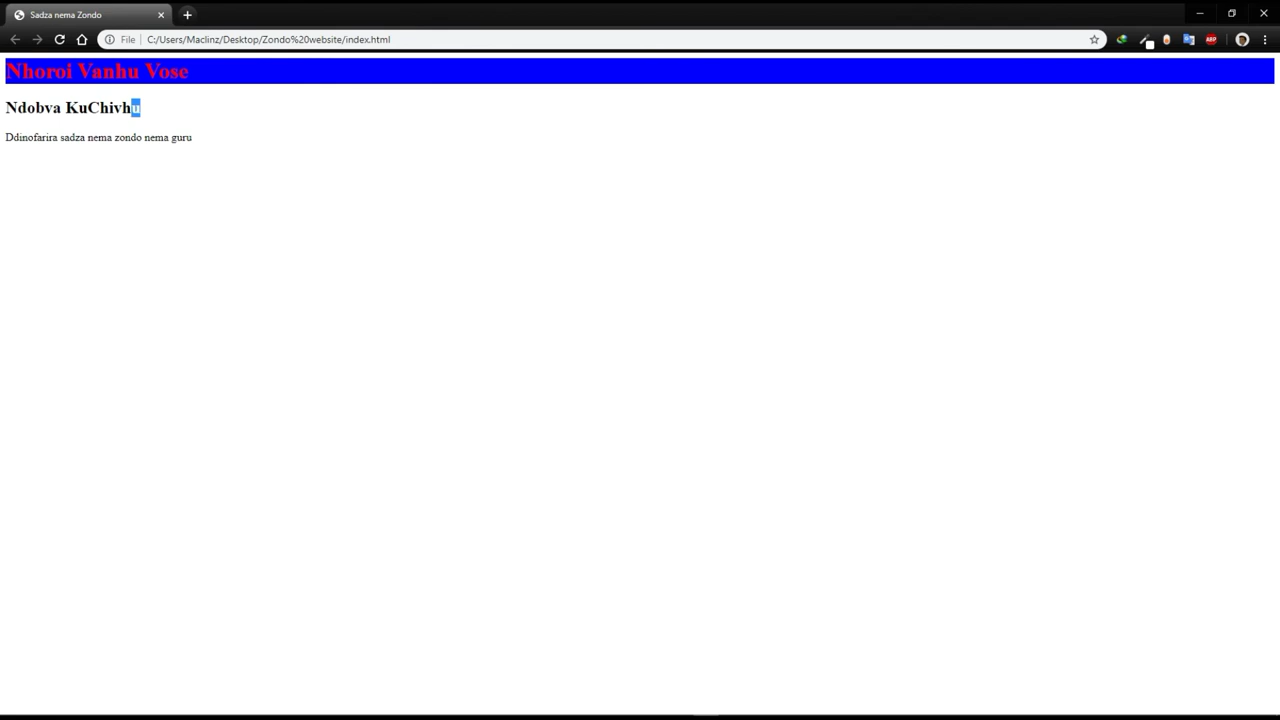 Sadza nema Zondo
File
C:/Users/Maclinz/Desktop/Zondo%20website/index.html
ABP
Nhoroi Vanhu Vose
Ndobva KuChivhu
Ddinofarira sadza nema zondo nema guru